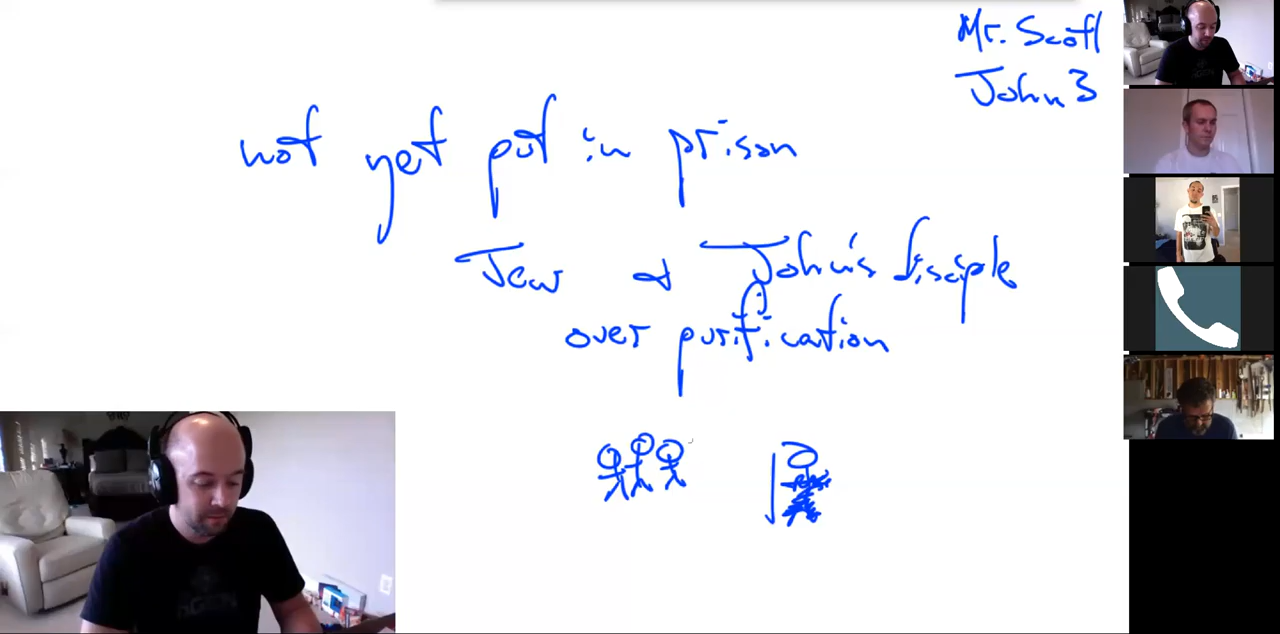 Mr. Scott
John 3
not yet put in prison
Jew & John's disciple
over purification